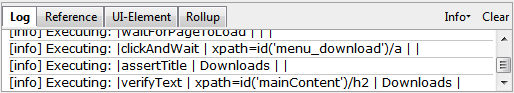 Log Reference UI-Element Rollup Info Clear
[info] Executing: |waitForPageToLoad | | |
[info] Executing: |clickAndWait | xpath=id('menu_download')/a | |
[info] Executing: |assertTitle | Downloads | |
[info] Executing: |verifyText | xpath=id('mainContent')/h2 | Downloads |